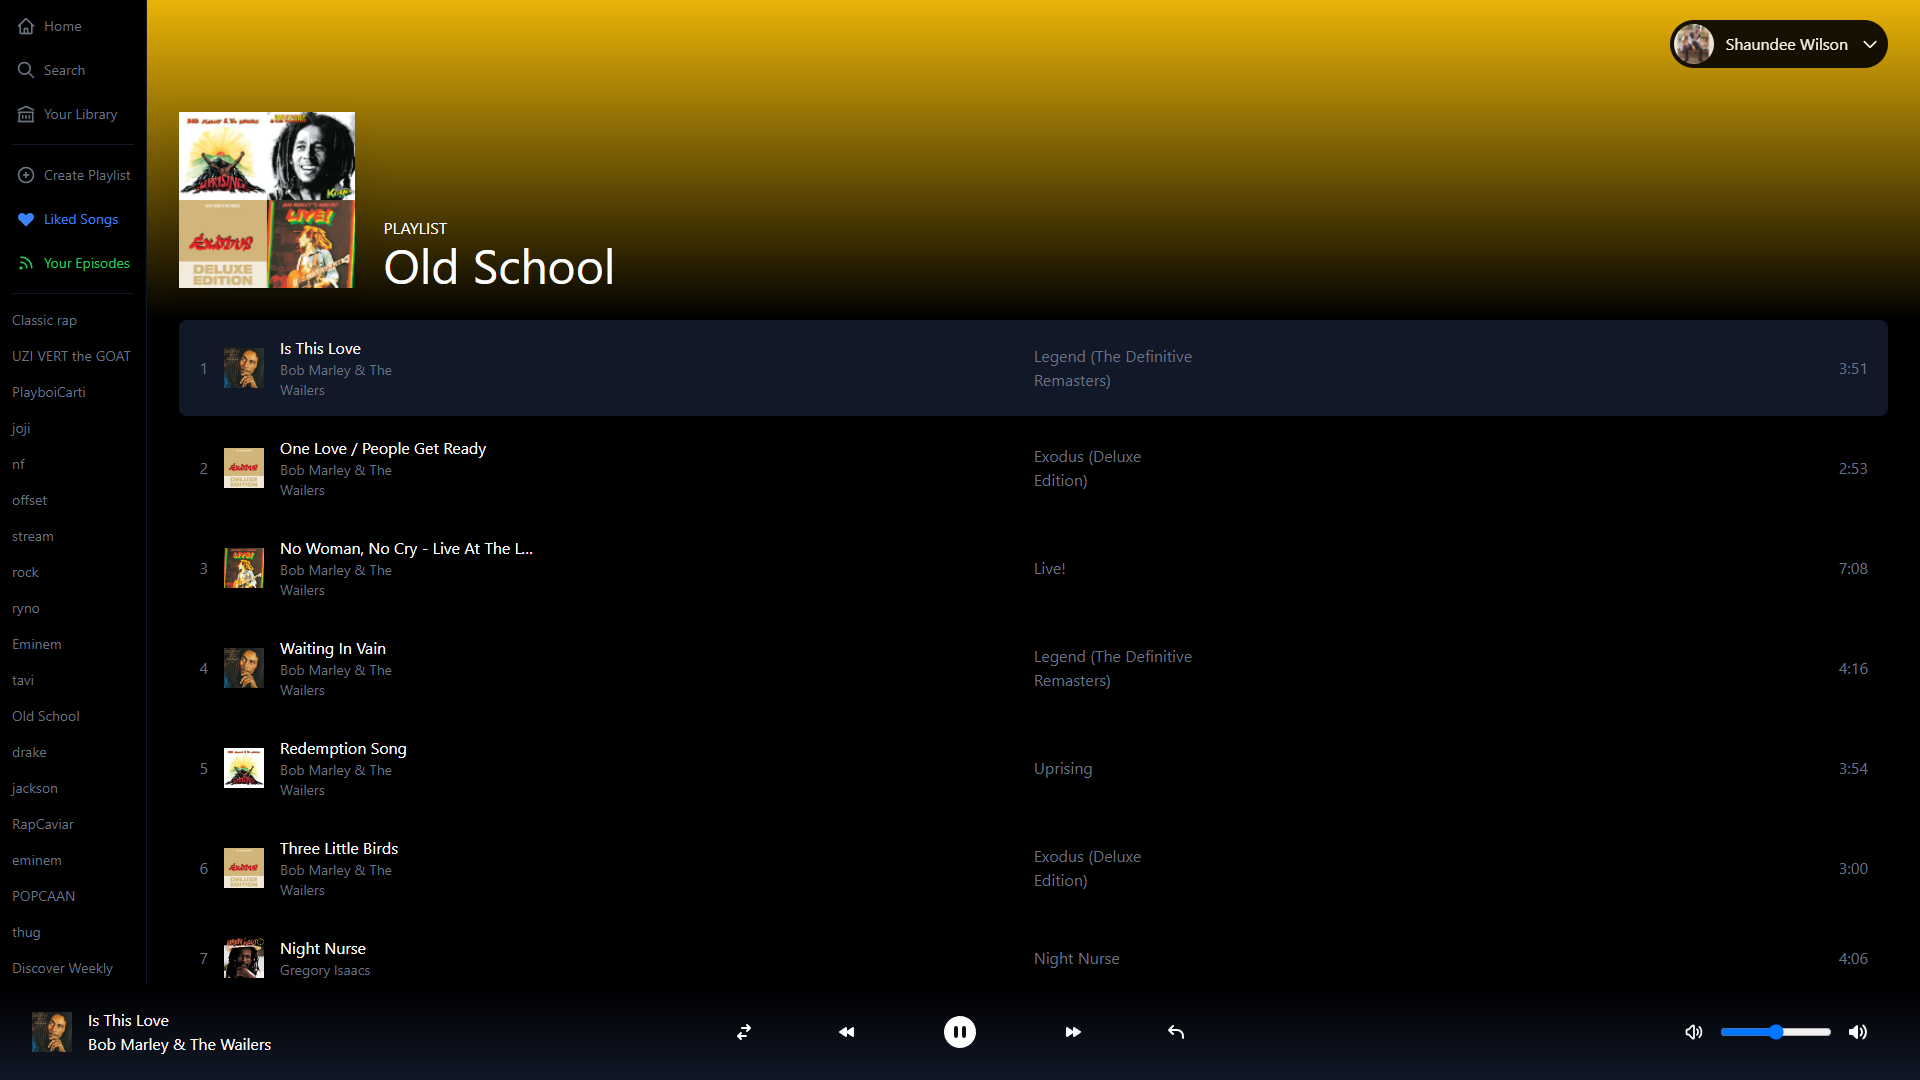 Home
Search
Your Library
Create Playlist
Liked Songs
Your Episodes
Classic rap
UZI VERT the GOAT
PlayboiCarti
joji
nf
offset
stream
rock
ryno
Eminem
tavi
Old School
drake
jackson
RapCaviar
eminem
POPCAAN
thug
Discover Weekly
Shaundee Wilson
UPRISING
Exodus
DELUXE
EDITION
LIVE!
PLAYLIST
Old School
1
Is This Love
Bob Marley & The
Wailers
Legend (The Definitive
Remasters)
3:51
2
One Love / People Get Ready
Bob Marley & The
Wailers
Exodus (Deluxe
Edition)
2:53
3
No Woman, No Cry - Live At The L...
Bob Marley & The
Wailers
Live!
7:08
4
Waiting In Vain
Bob Marley & The
Wailers
Legend (The Definitive
Remasters)
4:16
5
Redemption Song
Bob Marley & The
Wailers
Uprising
3:54
6
Three Little Birds
Bob Marley & The
Wailers
Exodus (Deluxe
Edition)
3:00
7
Night Nurse
Gregory Isaacs
Night Nurse
4:06
Is This Love
Bob Marley & The Wailers